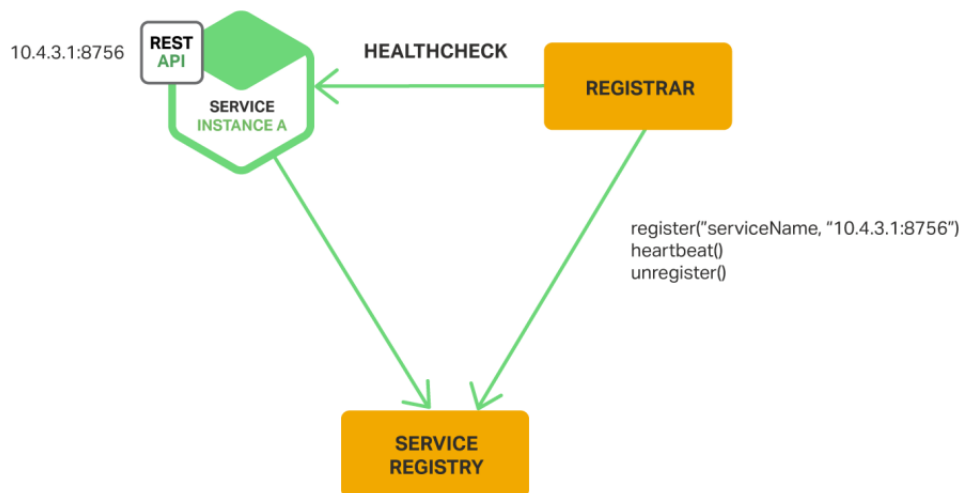 10.4.3.1:8756
REST
API
HEALTHCHECK
REGISTRAR
SERVICE
INSTANCE A
register("serviceName, "10.4.3.1:8756")
heartbeat()
unregister()
SERVICE
REGISTRY